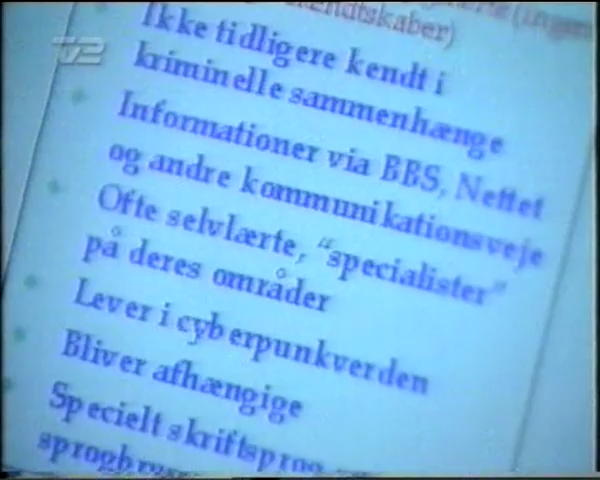 TV2
Ikke tidligere kendt i
kriminelle sammenhænge
Informationer via BBS, Nettet
og andre kommunikationsveje
Ofte selvlærte, "specialister"
på deres områder
Lever i cyberpunkverden
Bliver afhængige
Specielt skriftsprog